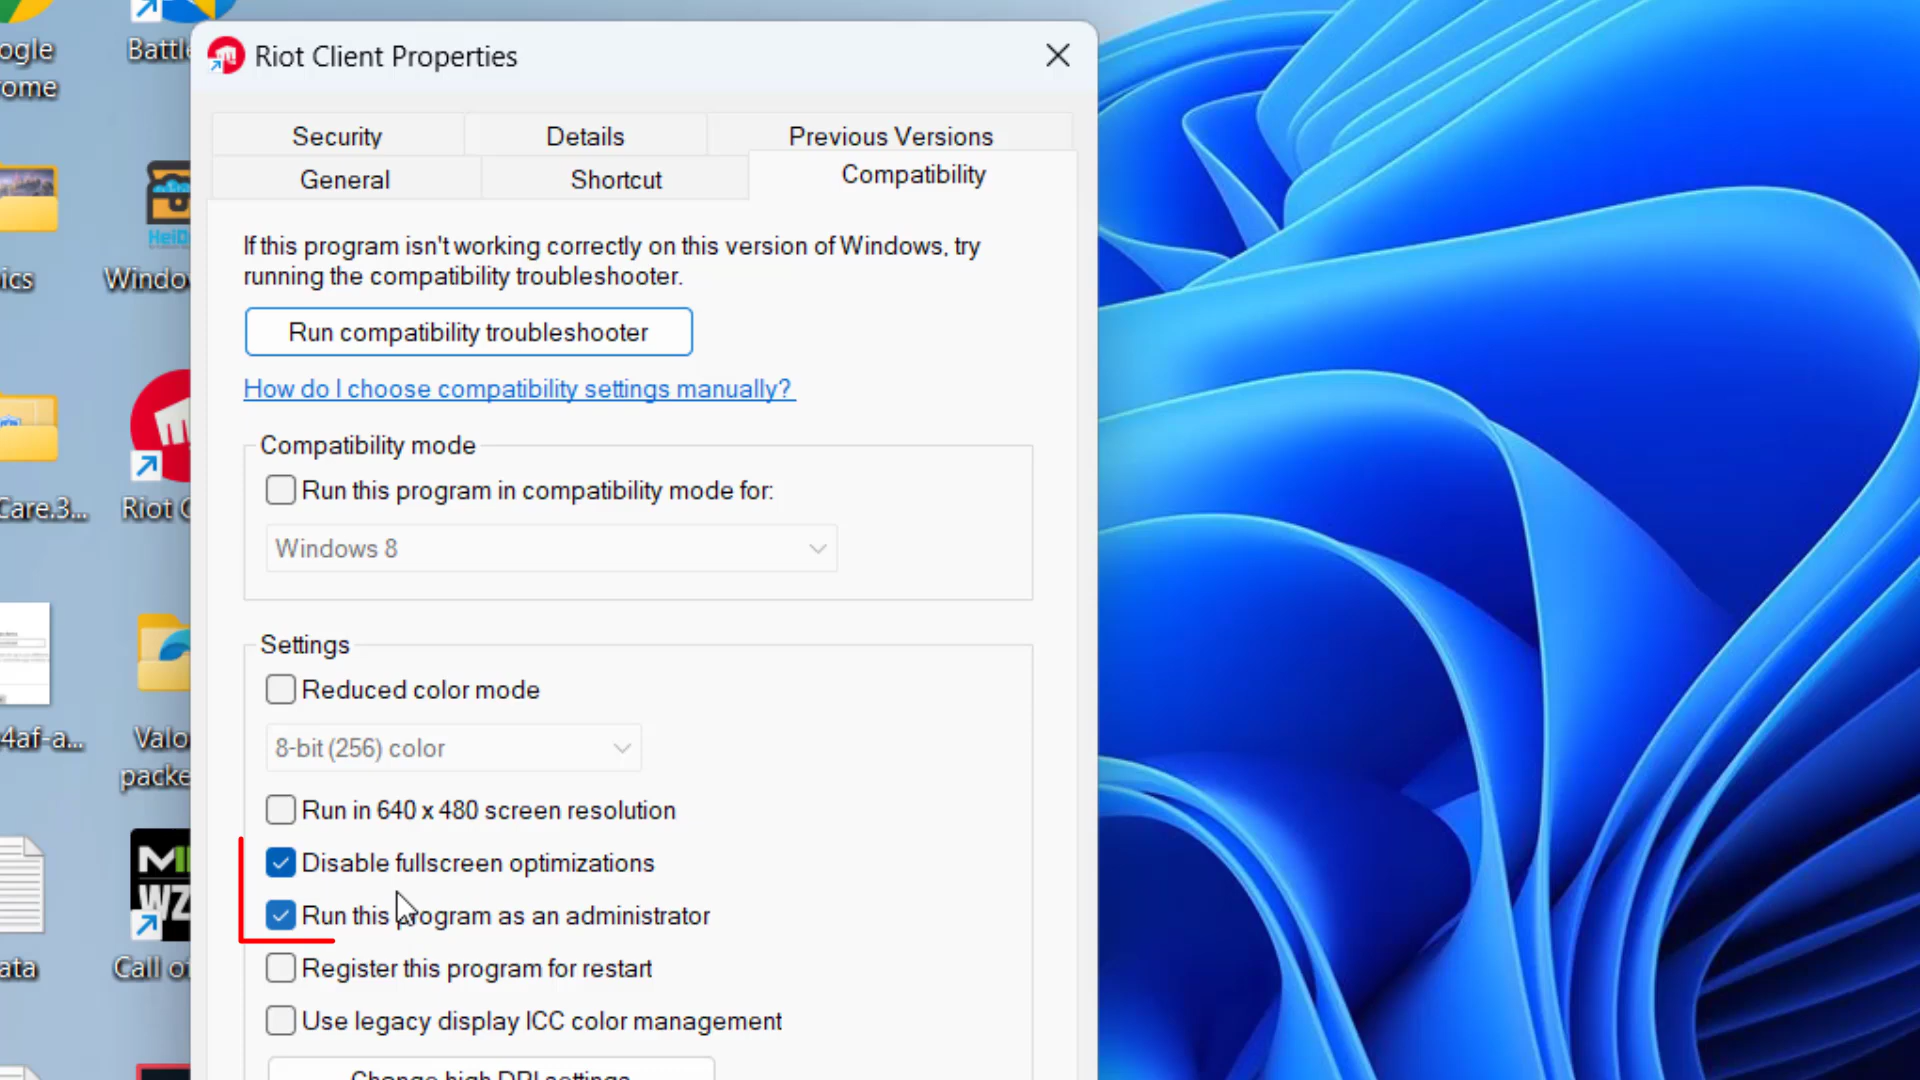 ogle
rome
Battle
Riot Client Properties
Security
Details
Previous Versions
General
Shortcut
Compatibility
If this program isn't working correctly on this version of Windows, try
running the compatibility troubleshooter.
Run compatibility troubleshooter
How do I choose compatibility settings manually?
Compatibility mode
Run this program in compatibility mode for:
Windows 8
Settings
Reduced color mode
8-bit (256) color
Run in 640 x 480 screen resolution
Disable fullscreen optimizations
Run this program as an administrator
Register this program for restart
Use legacy display ICC color management
Change high DPI settings
ics
HeiD
Windo
Care.3...
Riot C
4af-a...
Valo
packe
WZ
ata
Call of